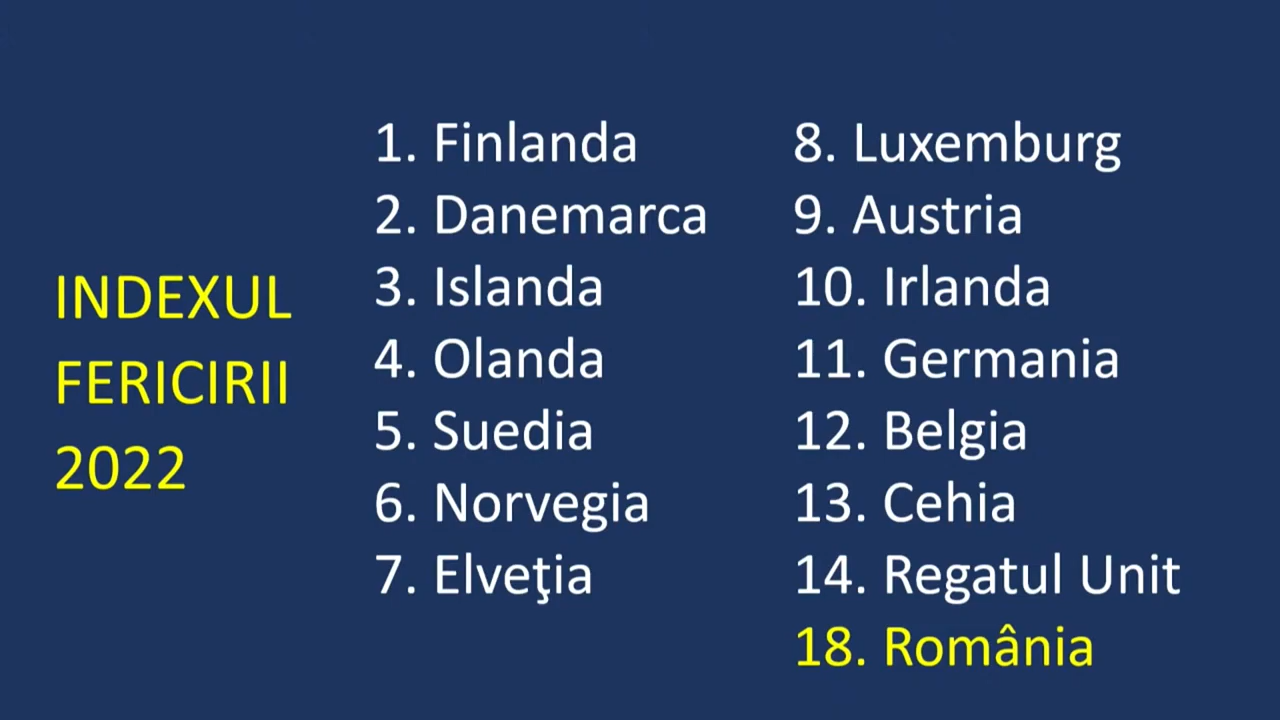 INDEXUL
FERICIRII
2022
1. Finlanda
2. Danemarca
3. Islanda
4. Olanda
5. Suedia
6. Norvegia
7. Elveţia
8. Luxemburg
9. Austria
10. Irlanda
11. Germania
12. Belgia
13. Cehia
14. Regatul Unit
18. România